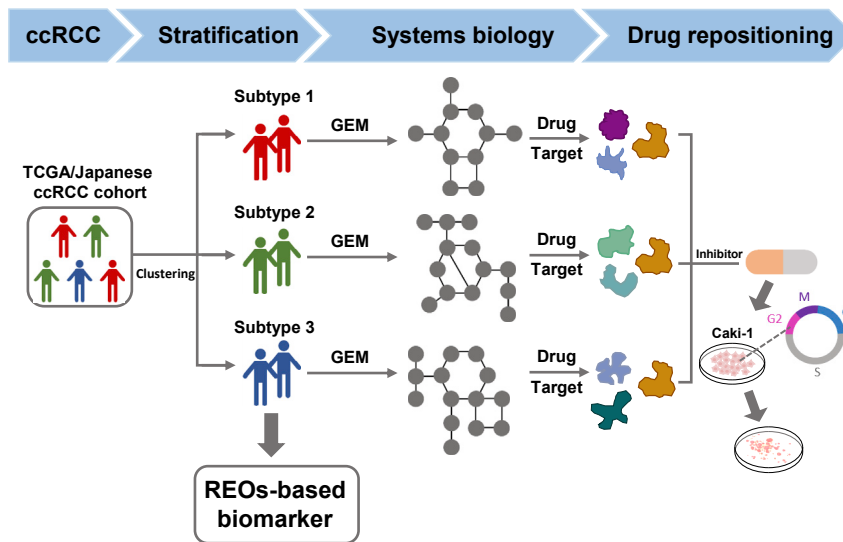 ccRCC
Stratification
Systems biology
Drug repositioning
TCGA/Japanese
ccRCC cohort
Clustering
Subtype 1
GEM
Drug
Target
Subtype 2
GEM
Drug
Target
Subtype 3
GEM
Drug
Target
Inhibitor
Caki-1
G2
M
S
REOs-based
biomarker